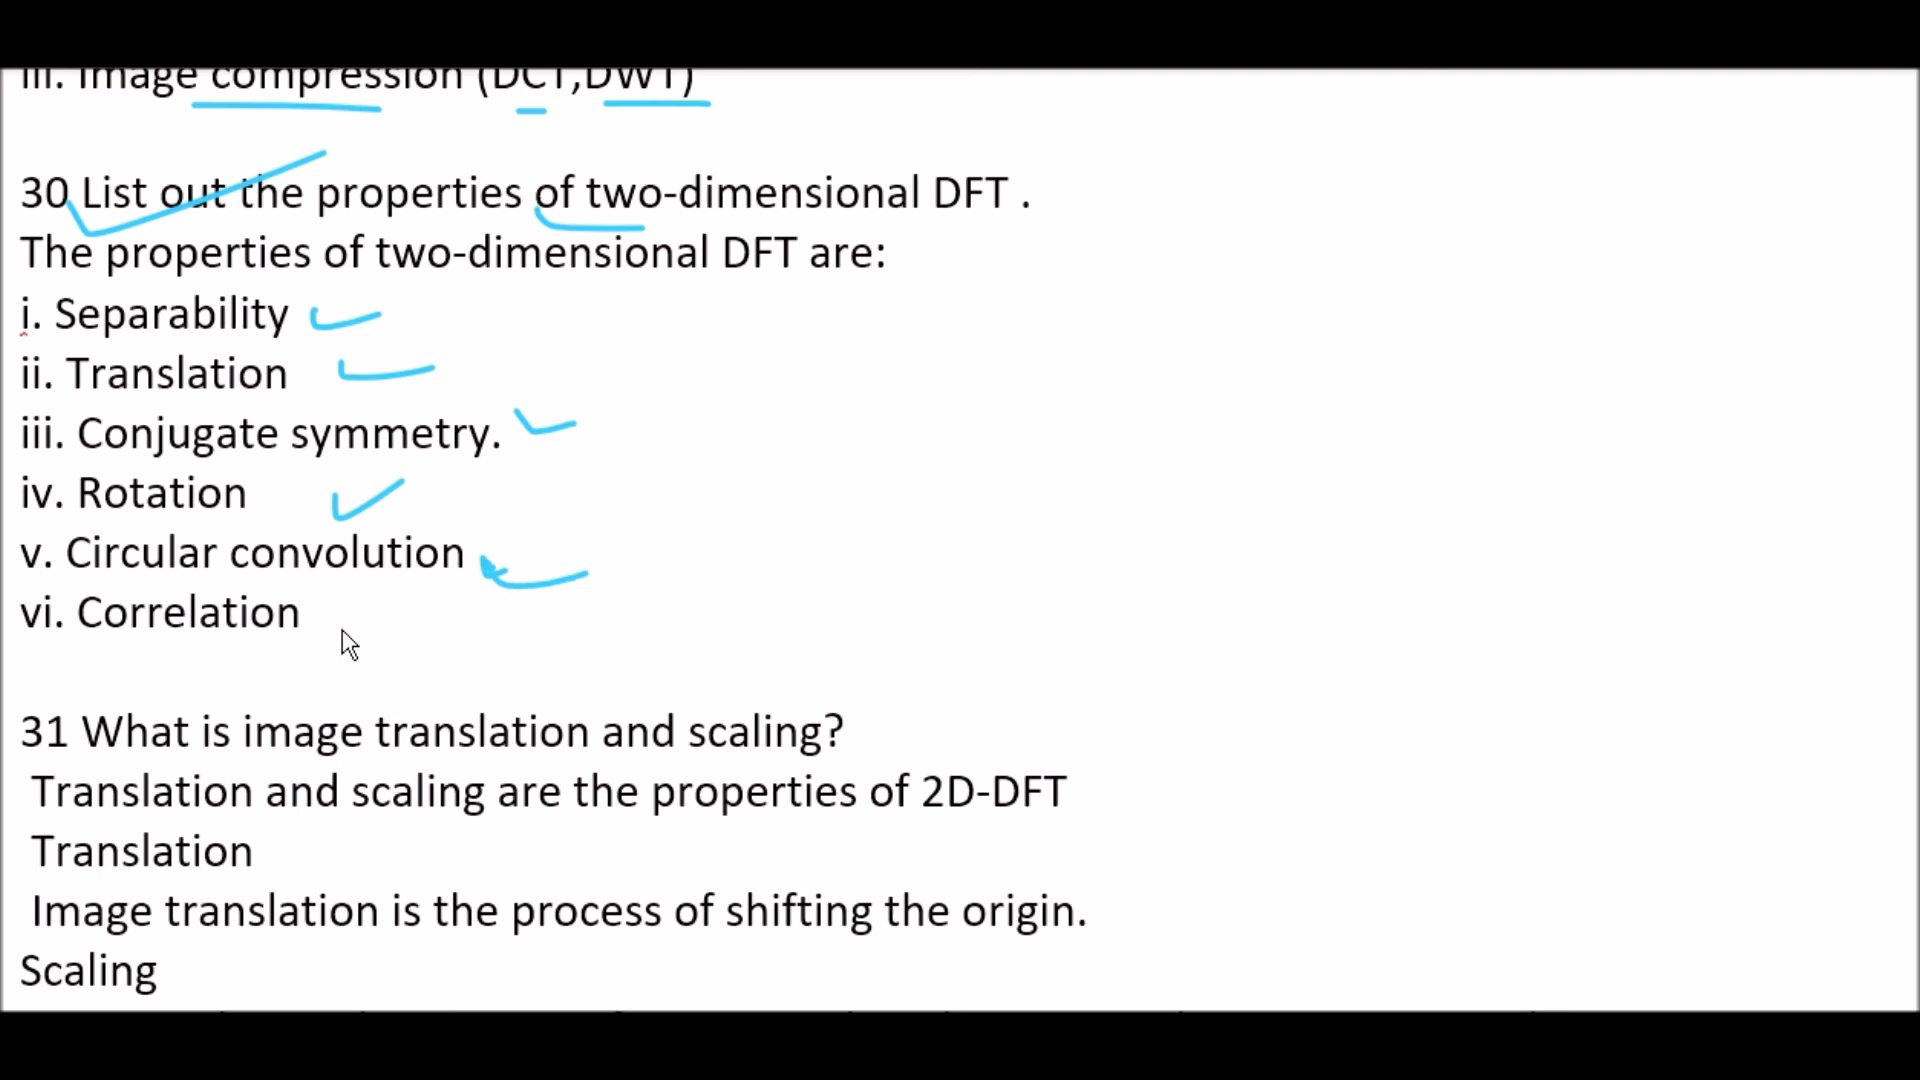 iii. Image compression (DCT,DWT)
30 List out the properties of two-dimensional DFT .
The properties of two-dimensional DFT are:
i. Separability
ii. Translation
iii. Conjugate symmetry.
iv. Rotation
v. Circular convolution
vi. Correlation
31 What is image translation and scaling?
Translation and scaling are the properties of 2D-DFT
Translation
Image translation is the process of shifting the origin.
Scaling